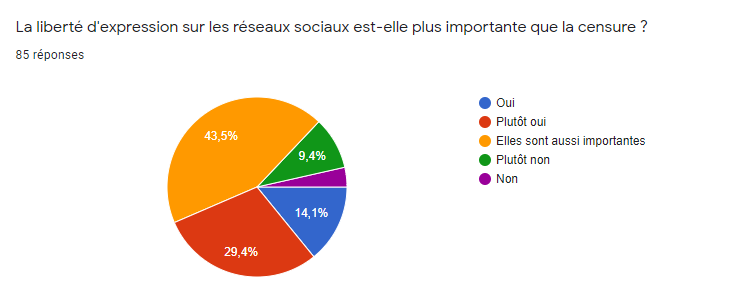 La liberté d'expression sur les réseaux sociaux est-elle plus importante que la censure ?
85 réponses
Oui
Plutôt oui
Elles sont aussi importantes
Plutôt non
Non
43,5%
9,4%
14,1%
29,4%